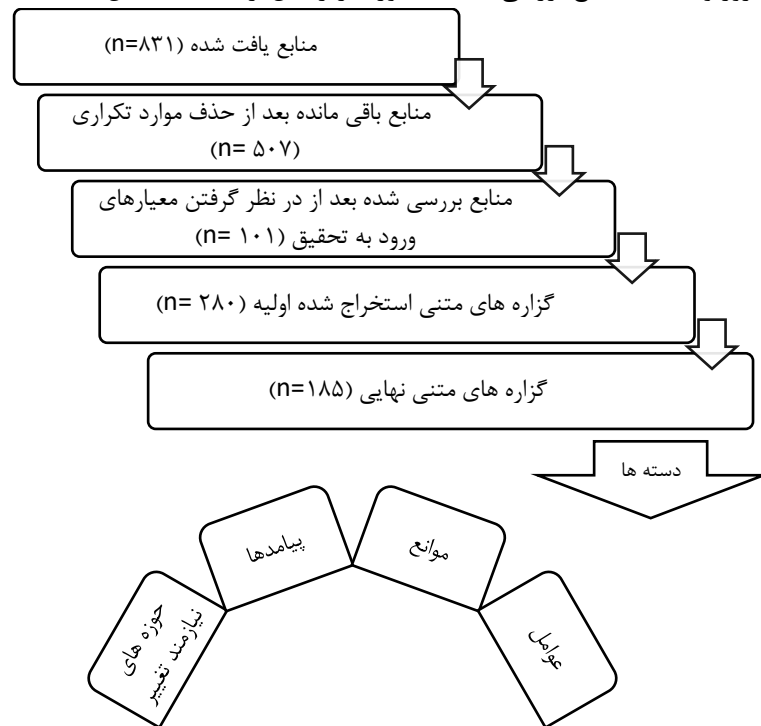 منابع یافت شده (n=۸۳۱)
منابع باقی مانده بعد از حذف موارد تکراری
(n= ۵۰۷)
منابع بررسی شده بعد از در نظر گرفتن معیارهای
ورود به تحقیق (n= ۱۰۱)
گزاره های متنی استخراج شده اولیه (n= ۲۸۰)
گزاره های متنی نهایی (n=۱۸۵)
دسته ها
عوامل
موانع
پیامدها
حوزه های
نیازمند تغییر